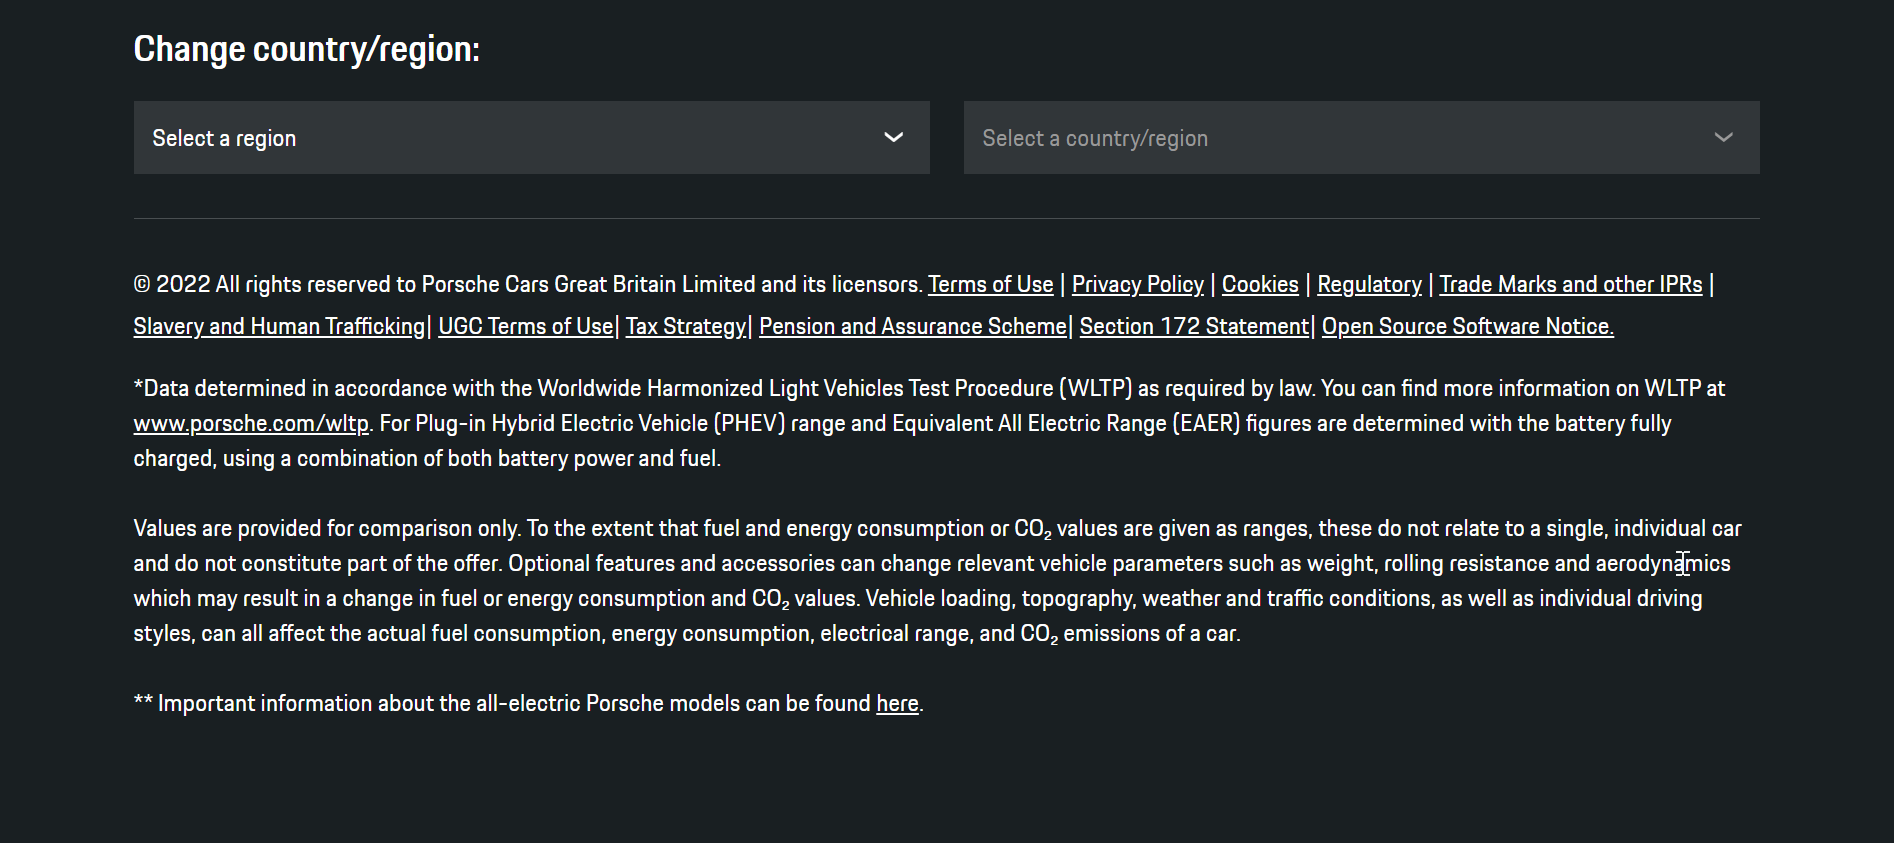 Change country/region:
Select a region
Select a country/region
© 2022 All rights reserved to Porsche Cars Great Britain Limited and its licensors. Terms of Use | Privacy Policy | Cookies | Regulatory | Trade Marks and other IPRs |
Slavery and Human Trafficking| UGC Terms of Use| Tax Strategy| Pension and Assurance Scheme| Section 172 Statement| Open Source Software Notice.
*Data determined in accordance with the Worldwide Harmonized Light Vehicles Test Procedure (WLTP) as required by law. You can find more information on WLTP at
www.porsche.com/wltp. For Plug-in Hybrid Electric Vehicle (PHEV) range and Equivalent All Electric Range (EAER) figures are determined with the battery fully
charged, using a combination of both battery power and fuel.
Values are provided for comparison only. To the extent that fuel and energy consumption or CO₂ values are given as ranges, these do not relate to a single, individual car
and do not constitute part of the offer. Optional features and accessories can change relevant vehicle parameters such as weight, rolling resistance and aerodynamics
which may result in a change in fuel or energy consumption and CO₂ values. Vehicle loading, topography, weather and traffic conditions, as well as individual driving
styles, can all affect the actual fuel consumption, energy consumption, electrical range, and CO₂ emissions of a car.
** Important information about the all-electric Porsche models can be found here.